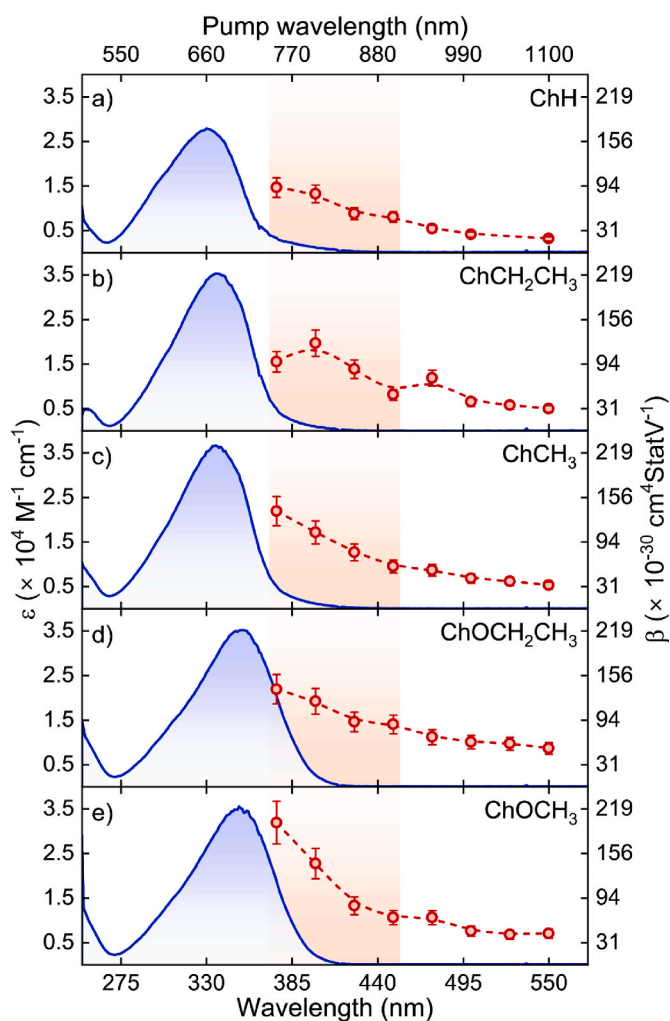 Pump wavelength (nm)
550 660 770 880 990 1100
a) ChH
3.5 219
2.5 156
1.5 94
0.5 31
b) ChCH₂CH₃
3.5 219
2.5 156
1.5 94
0.5 31
c) ChCH₃
3.5 219
2.5 156
1.5 94
0.5 31
d) ChOCH₂CH₃
3.5 219
2.5 156
1.5 94
0.5 31
e) ChOCH₃
3.5 219
2.5 156
1.5 94
0.5 31
ε (× 10⁴ M⁻¹ cm⁻¹)
β (× 10⁻³⁰ cm⁴StatV⁻¹)
275 330 385 440 495 550
Wavelength (nm)